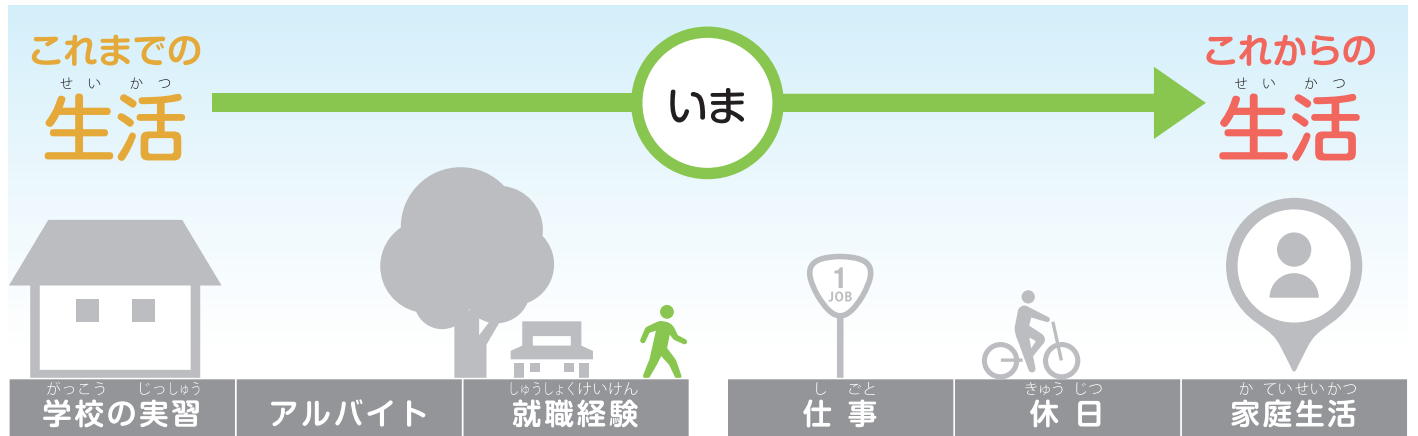 これまでの
せいかつ
生活
いま
これからの
せいかつ
生活
1
JOB
がっこう じっしゅう
学校の実習
アルバイト
しゅうしょくけいけん
就職経験
し ごと
仕事
きゅう じつ
休日
か ていせいかつ
家庭生活